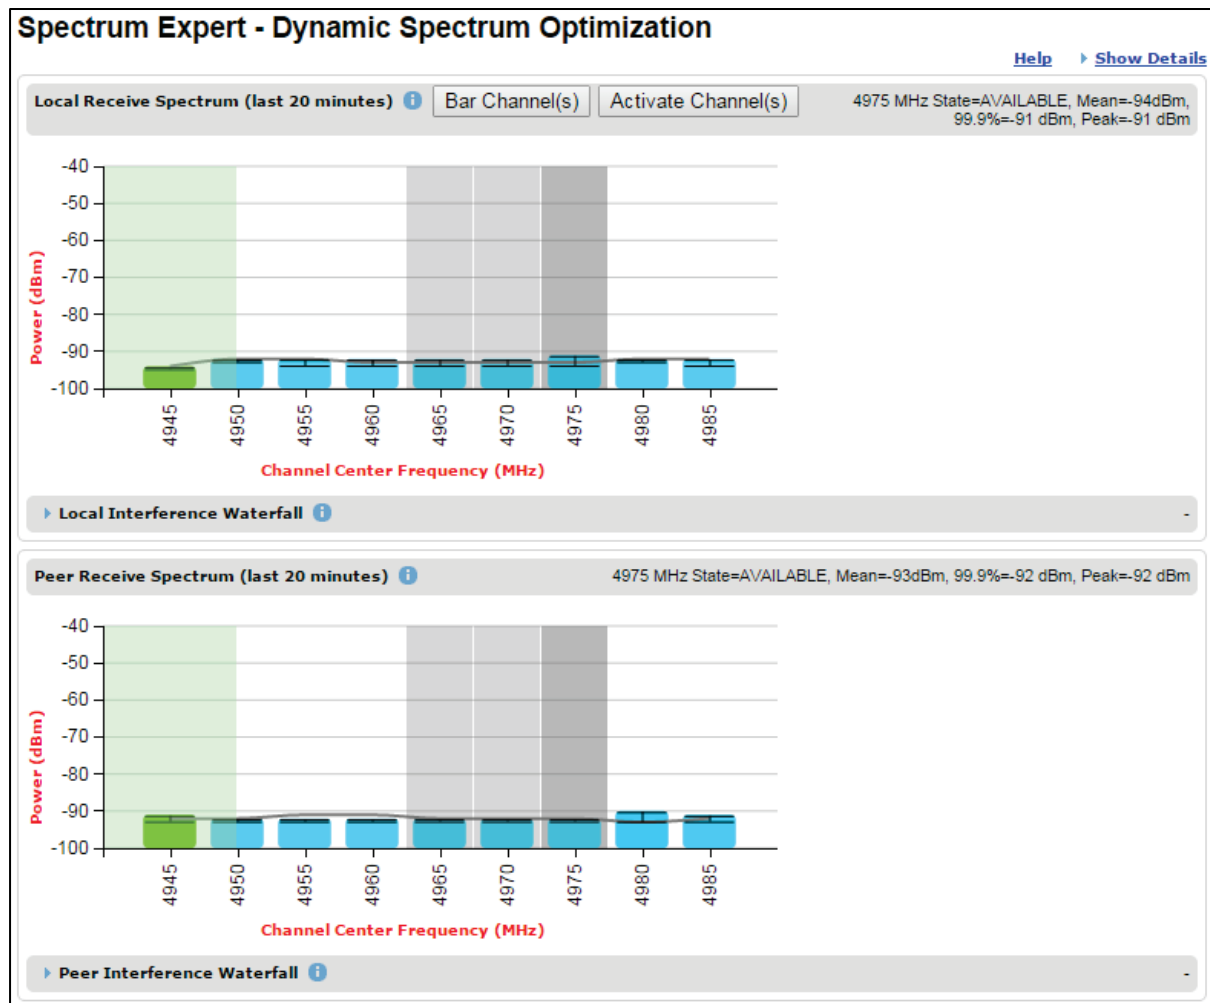 Spectrum Expert - Dynamic Spectrum Optimization
Help Show Details
Local Receive Spectrum (last 20 minutes) i Bar Channel(s) Activate Channel(s) 4975 MHz State=AVAILABLE, Mean=-94dBm,
99.9%=-91 dBm, Peak=-91 dBm
-40
-50
-60
-70
-80
-90
-100
Power (dBm)
4945 4950 4955 4960 4965 4970 4975 4980 4985
Channel Center Frequency (MHz)
Local Interference Waterfall i -
Peer Receive Spectrum (last 20 minutes) i 4975 MHz State=AVAILABLE, Mean=-93dBm, 99.9%=-92 dBm, Peak=-92 dBm
-40
-50
-60
-70
-80
-90
-100
Power (dBm)
4945 4950 4955 4960 4965 4970 4975 4980 4985
Channel Center Frequency (MHz)
Peer Interference Waterfall i -